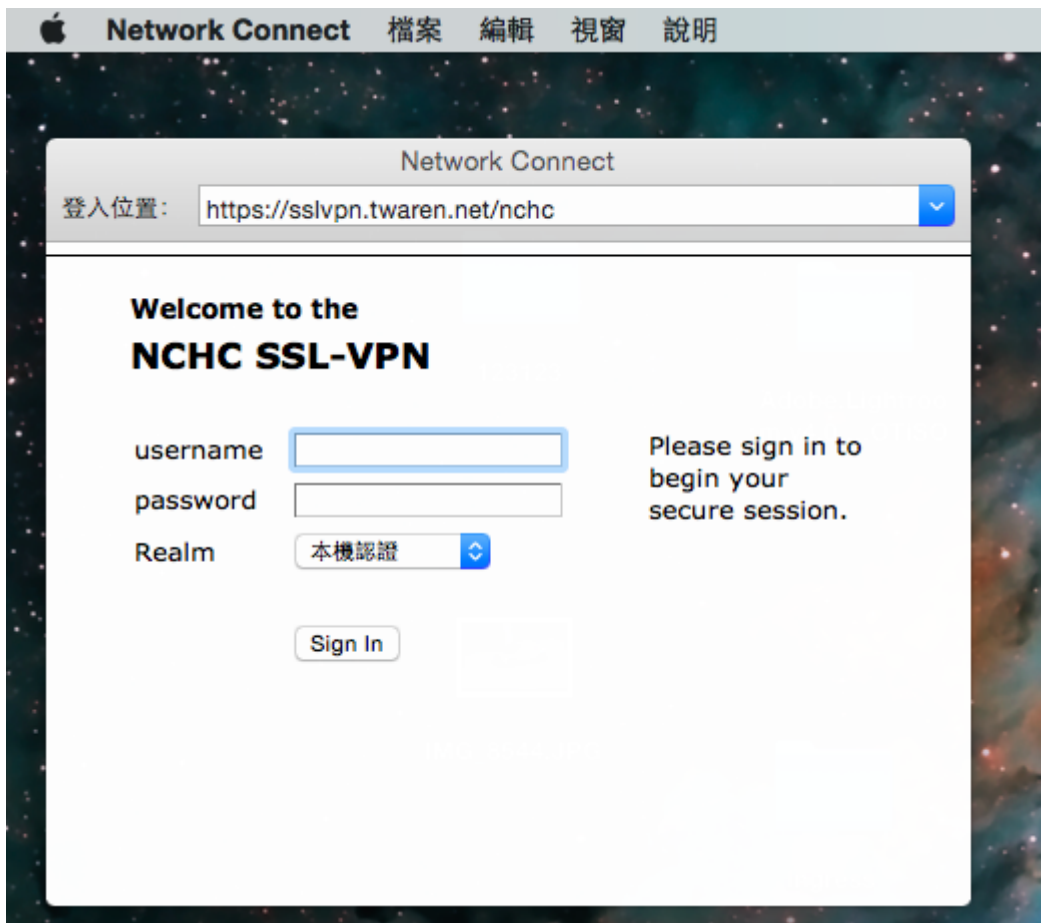 Network Connect 檔案 編輯 視窗 說明
Network Connect
登入位置: https://sslvpn.twaren.net/nchc
Welcome to the
NCHC SSL-VPN
username
password
Realm 本機認證
Please sign in to
begin your
secure session.
Sign In